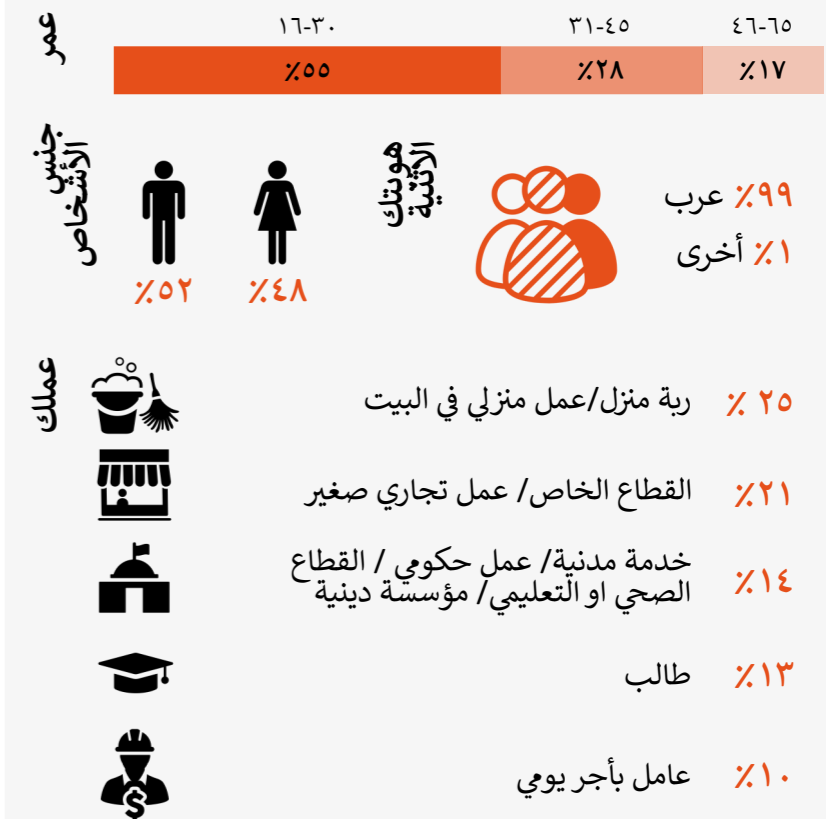 عمر
١٦-٣٠
٣١-٤٥
٤٦-٦٥
٪٥٥
٪٢٨
٪١٧
جنس
الأشخاص
٪٥٢
٪٤٨
هويتك
الاثنية
٪٩٩ عرب
٪١ أخرى
عملك
٢٥ ٪ ربة منزل/عمل منزلي في البيت
٪٢١ القطاع الخاص/ عمل تجاري صغير
٪١٤ خدمة مدنية/ عمل حكومي / القطاع
الصحي او التعليمي/ مؤسسة دينية
٪١٣ طالب
٪١٠ عامل بأجر يومي